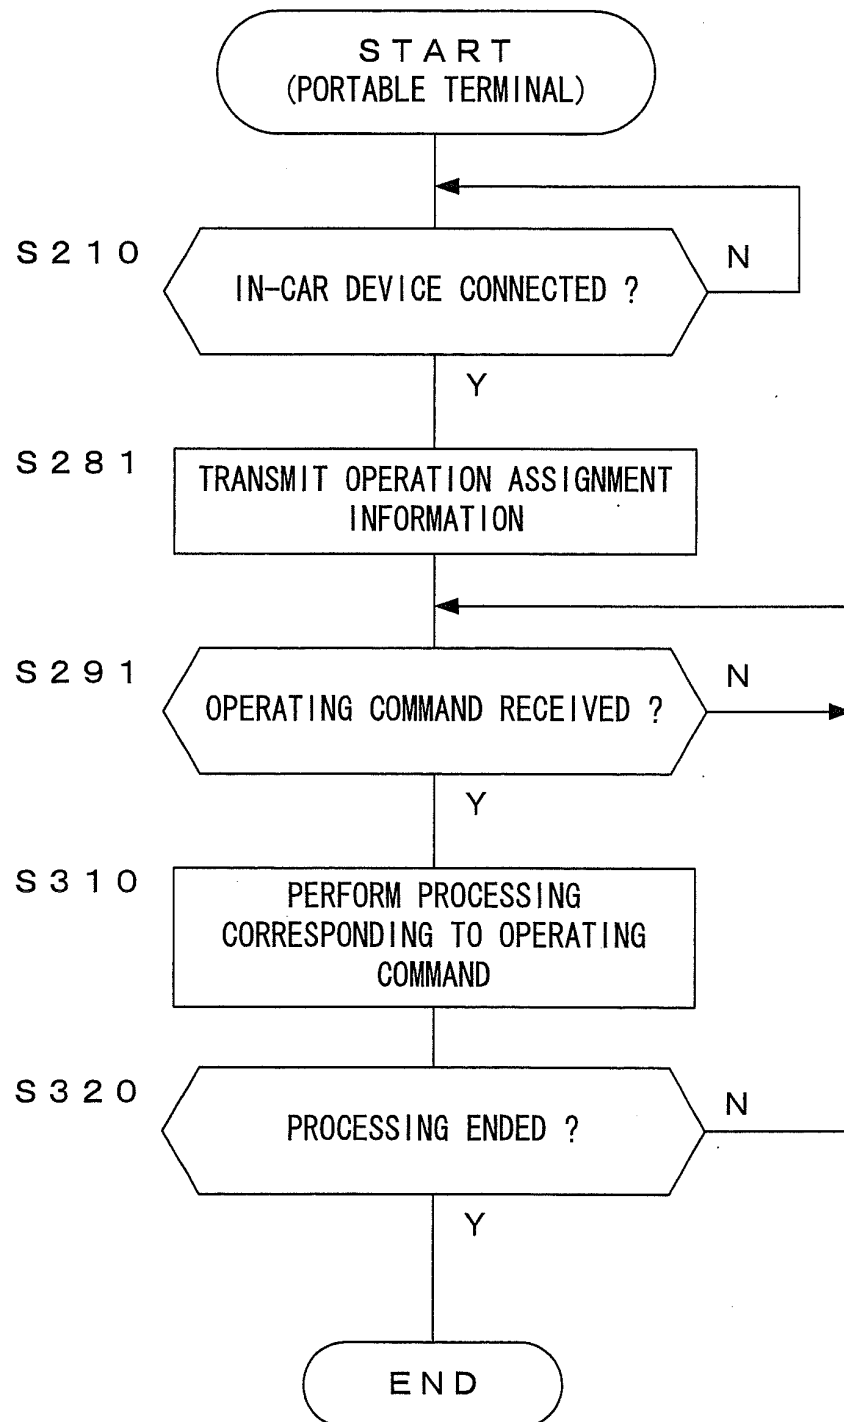 START
(PORTABLE TERMINAL)
S210
IN-CAR DEVICE CONNECTED ?
N
Y
S281
TRANSMIT OPERATION ASSIGNMENT
INFORMATION
S291
OPERATING COMMAND RECEIVED ?
N
Y
S310
PERFORM PROCESSING
CORRESPONDING TO OPERATING
COMMAND
S320
PROCESSING ENDED ?
N
Y
END